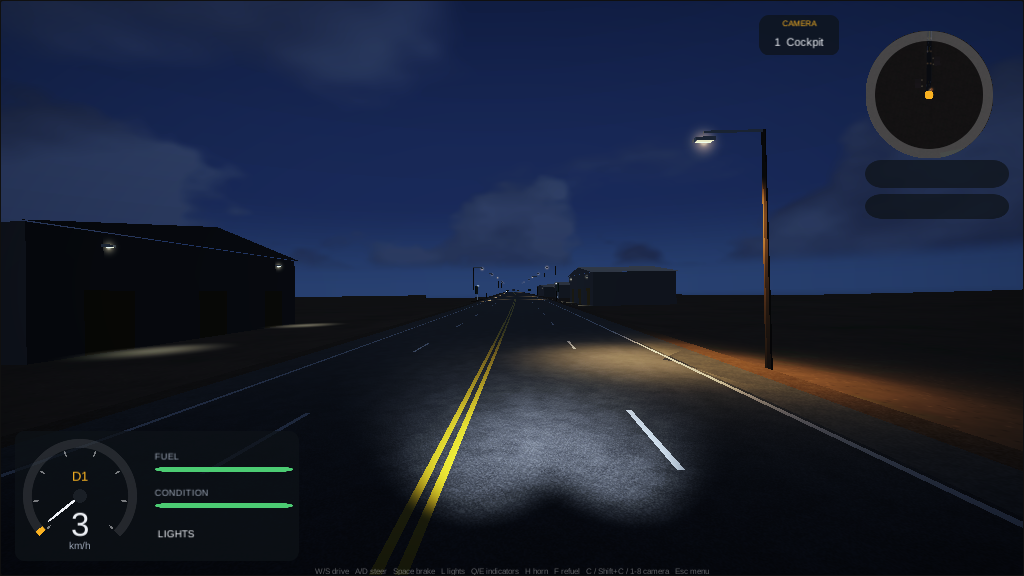 CAMERA
1 Cockpit
D1
3
km/h
FUEL
CONDITION
LIGHTS
W/S drive A/D steer Space brake L lights Q/E indicators H horn F refuel C / Shift+C / 1-8 camera Esc menu